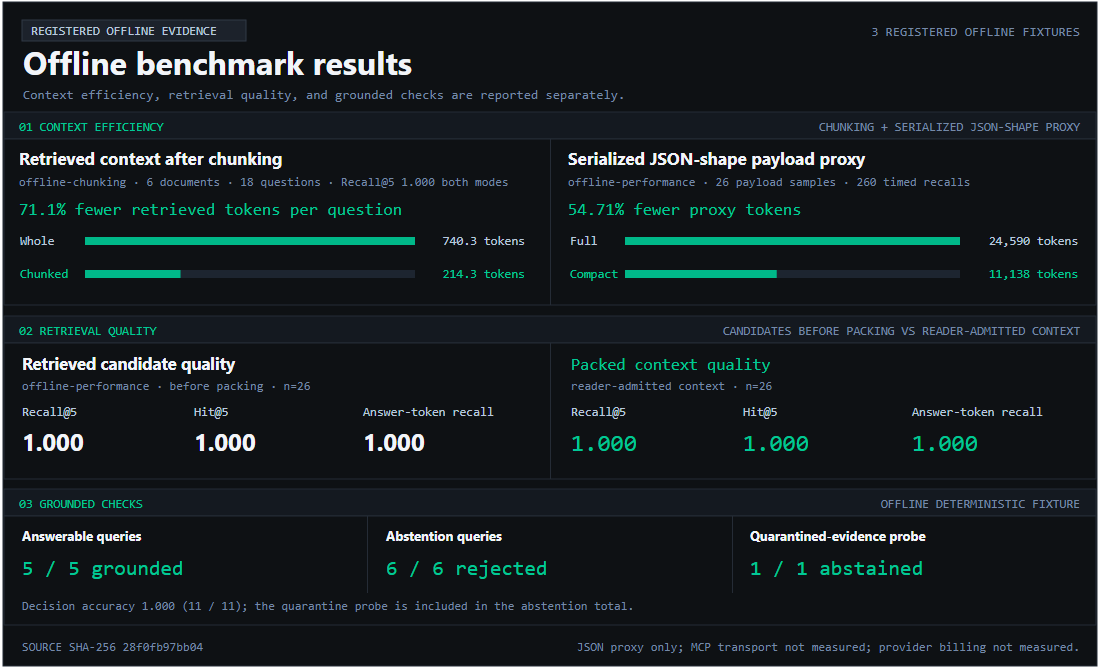 REGISTERED OFFLINE EVIDENCE
3 REGISTERED OFFLINE FIXTURES
Offline benchmark results
Context efficiency, retrieval quality, and grounded checks are reported separately.
01 CONTEXT EFFICIENCY
CHUNKING + SERIALIZED JSON-SHAPE PROXY
Retrieved context after chunking
offline-chunking · 6 documents · 18 questions · Recall@5 1.000 both modes
71.1% fewer retrieved tokens per question
Whole 740.3 tokens
Chunked 214.3 tokens
Serialized JSON-shape payload proxy
offline-performance · 26 payload samples · 260 timed recalls
54.71% fewer proxy tokens
Full 24,590 tokens
Compact 11,138 tokens
02 RETRIEVAL QUALITY
CANDIDATES BEFORE PACKING VS READER-ADMITTED CONTEXT
Retrieved candidate quality
offline-performance · before packing · n=26
Recall@5 Hit@5 Answer-token recall
1.000 1.000 1.000
Packed context quality
reader-admitted context · n=26
Recall@5 Hit@5 Answer-token recall
1.000 1.000 1.000
03 GROUNDED CHECKS
OFFLINE DETERMINISTIC FIXTURE
Answerable queries
5 / 5 grounded
Abstention queries
6 / 6 rejected
Quarantined-evidence probe
1 / 1 abstained
Decision accuracy 1.000 (11 / 11); the quarantine probe is included in the abstention total.
SOURCE SHA-256 28f0fb97bb04
JSON proxy only; MCP transport not measured; provider billing not measured.